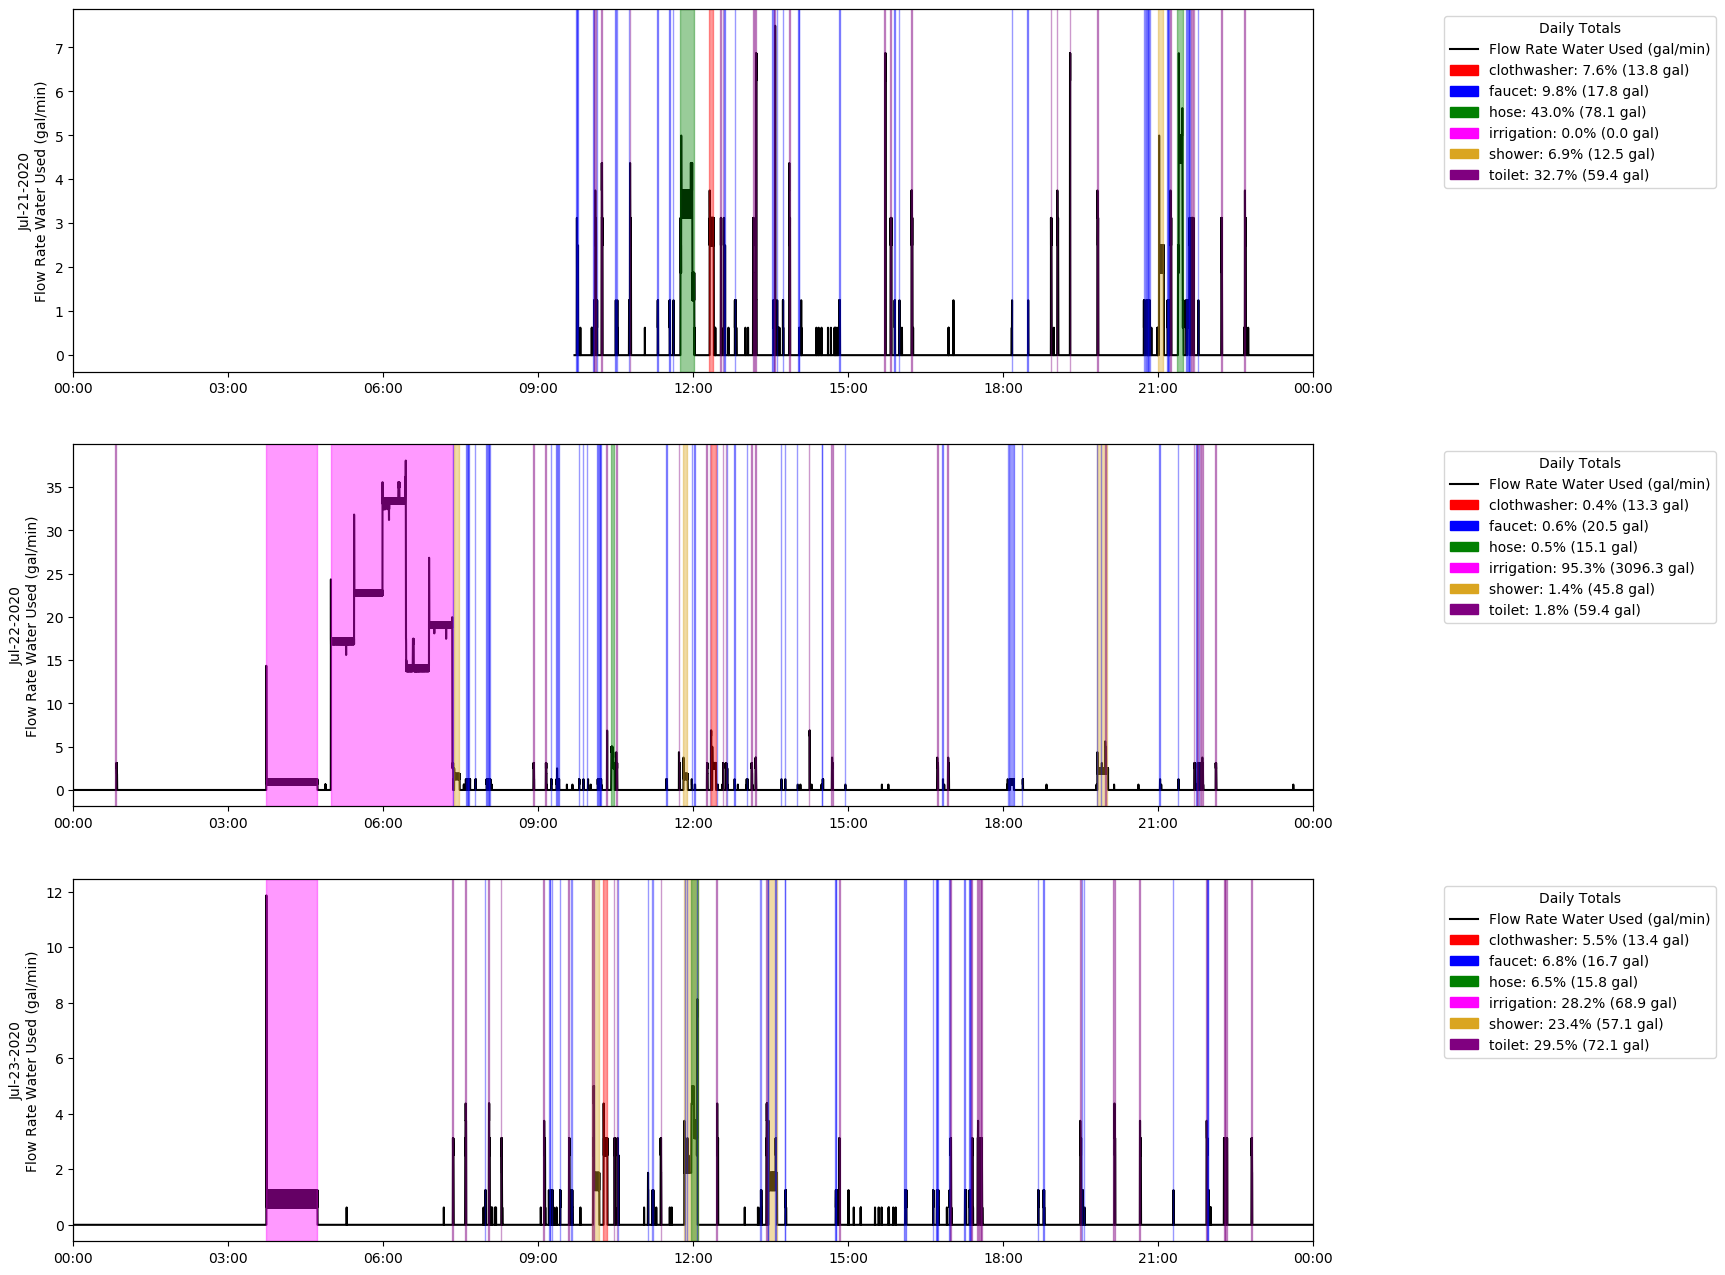 Jul-21-2020
Flow Rate Water Used (gal/min)
7
6
5
4
3
2
1
0
00:00 03:00 06:00 09:00 12:00 15:00 18:00 21:00 00:00
Daily Totals
Flow Rate Water Used (gal/min)
clothwasher: 7.6% (13.8 gal)
faucet: 9.8% (17.8 gal)
hose: 43.0% (78.1 gal)
irrigation: 0.0% (0.0 gal)
shower: 6.9% (12.5 gal)
toilet: 32.7% (59.4 gal)
Jul-22-2020
Flow Rate Water Used (gal/min)
35
30
25
20
15
10
5
0
00:00 03:00 06:00 09:00 12:00 15:00 18:00 21:00 00:00
Daily Totals
Flow Rate Water Used (gal/min)
clothwasher: 0.4% (13.3 gal)
faucet: 0.6% (20.5 gal)
hose: 0.5% (15.1 gal)
irrigation: 95.3% (3096.3 gal)
shower: 1.4% (45.8 gal)
toilet: 1.8% (59.4 gal)
Jul-23-2020
Flow Rate Water Used (gal/min)
12
10
8
6
4
2
0
00:00 03:00 06:00 09:00 12:00 15:00 18:00 21:00 00:00
Daily Totals
Flow Rate Water Used (gal/min)
clothwasher: 5.5% (13.4 gal)
faucet: 6.8% (16.7 gal)
hose: 6.5% (15.8 gal)
irrigation: 28.2% (68.9 gal)
shower: 23.4% (57.1 gal)
toilet: 29.5% (72.1 gal)